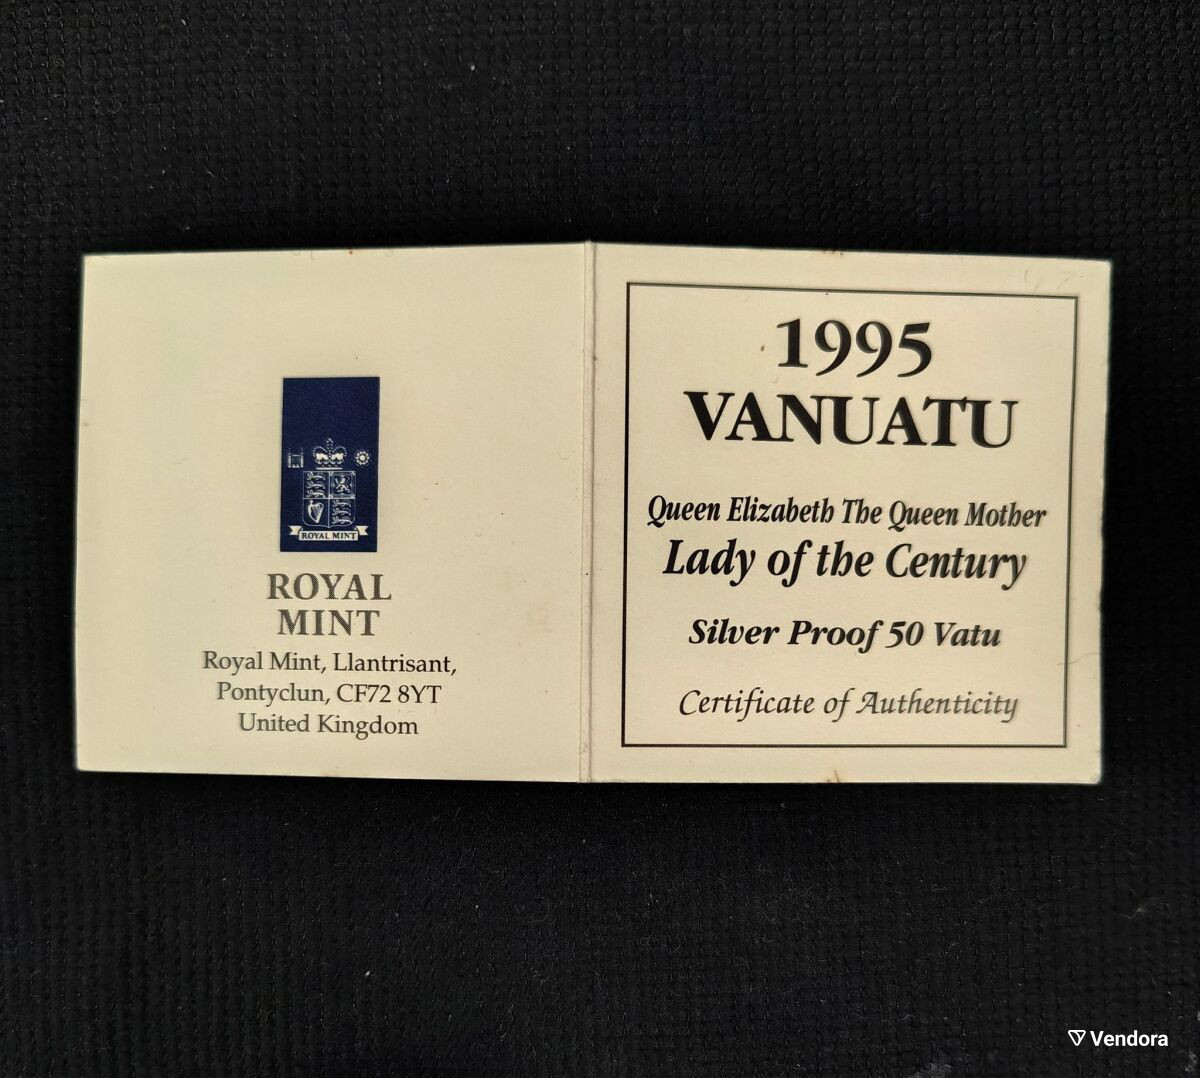 ROYAL MINT
ROYAL
MINT
Royal Mint, Llantrisant,
Pontyclun, CF72 8YT
United Kingdom
1995
VANUATU
Queen Elizabeth The Queen Mother
Lady of the Century
Silver Proof 50 Vatu
Certificate of Authenticity
Vendora